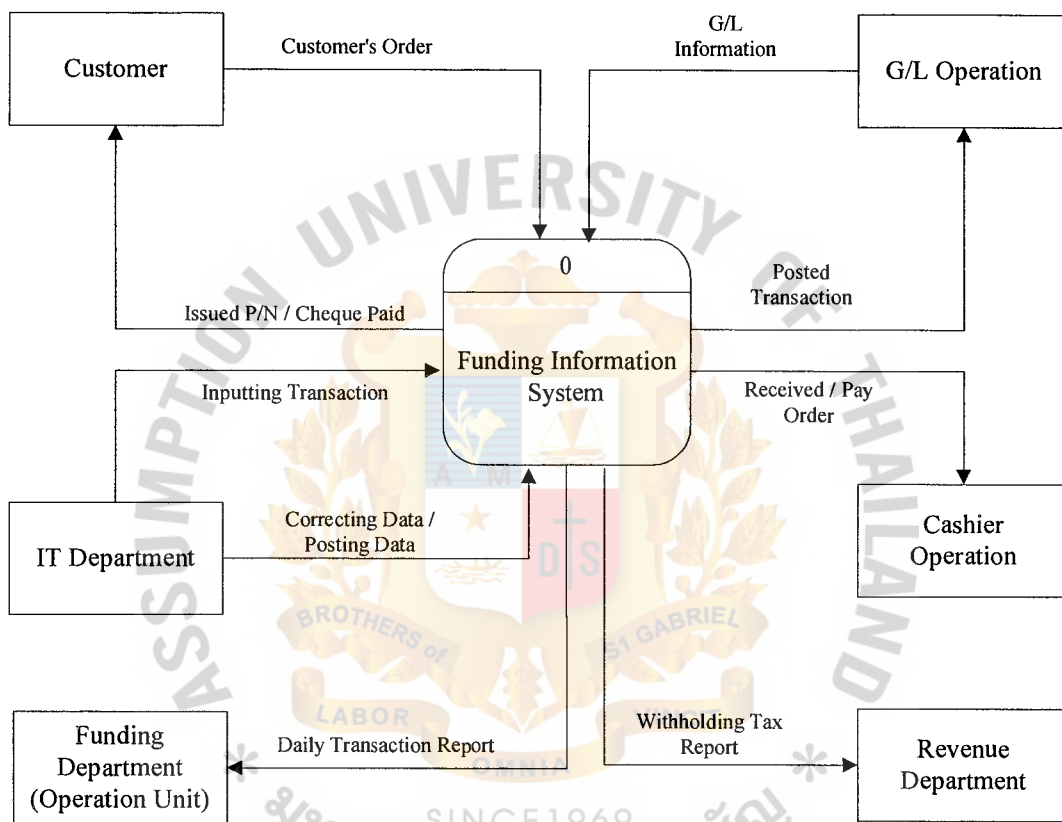 Customer's Order
G/L
Information
Customer
G/L Operation
ASSUMPTION UNIVERSITY OF THAILAND
0
Funding Information
System
Issued P/N / Cheque Paid
Posted
Transaction
Inputting Transaction
Received / Pay
Order
A M
D S
IT Department
Correcting Data /
Posting Data
Cashier
Operation
BROTHERS of
S1 GABRIEL
LABOR
VINCIT
OMNIA
Funding
Department
(Operation Unit)
Daily Transaction Report
Withholding Tax
Report
Revenue
Department
SINCE1969